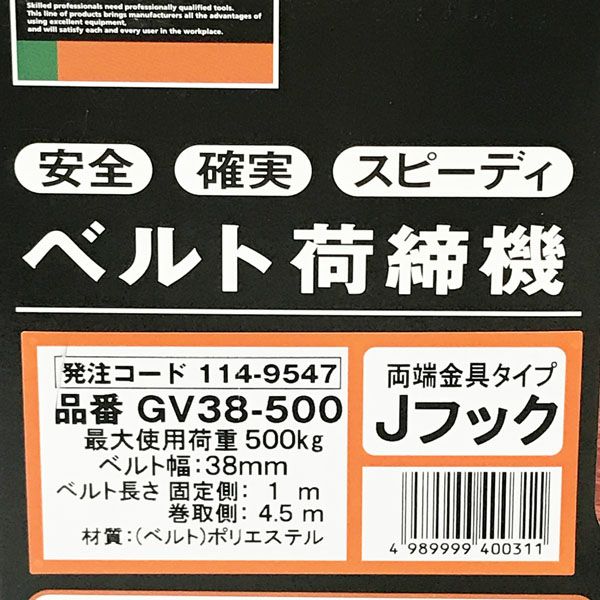 Skilled professionals need professionally qualified tools.
This line of products brings manufacturers all the advantages of
using excellent equipment,
and will satisfy each and every user in the workplace.
安全 確実 スピーディ
ベルト荷締機
発注コード 114-9547
品番 GV38-500
最大使用荷重 500kg
ベルト幅:38mm
ベルト長さ 固定側: 1 m
巻取側: 4.5 m
材質:(ベルト)ポリエステル
両端金具タイプ
Jフック
4 989999 400311